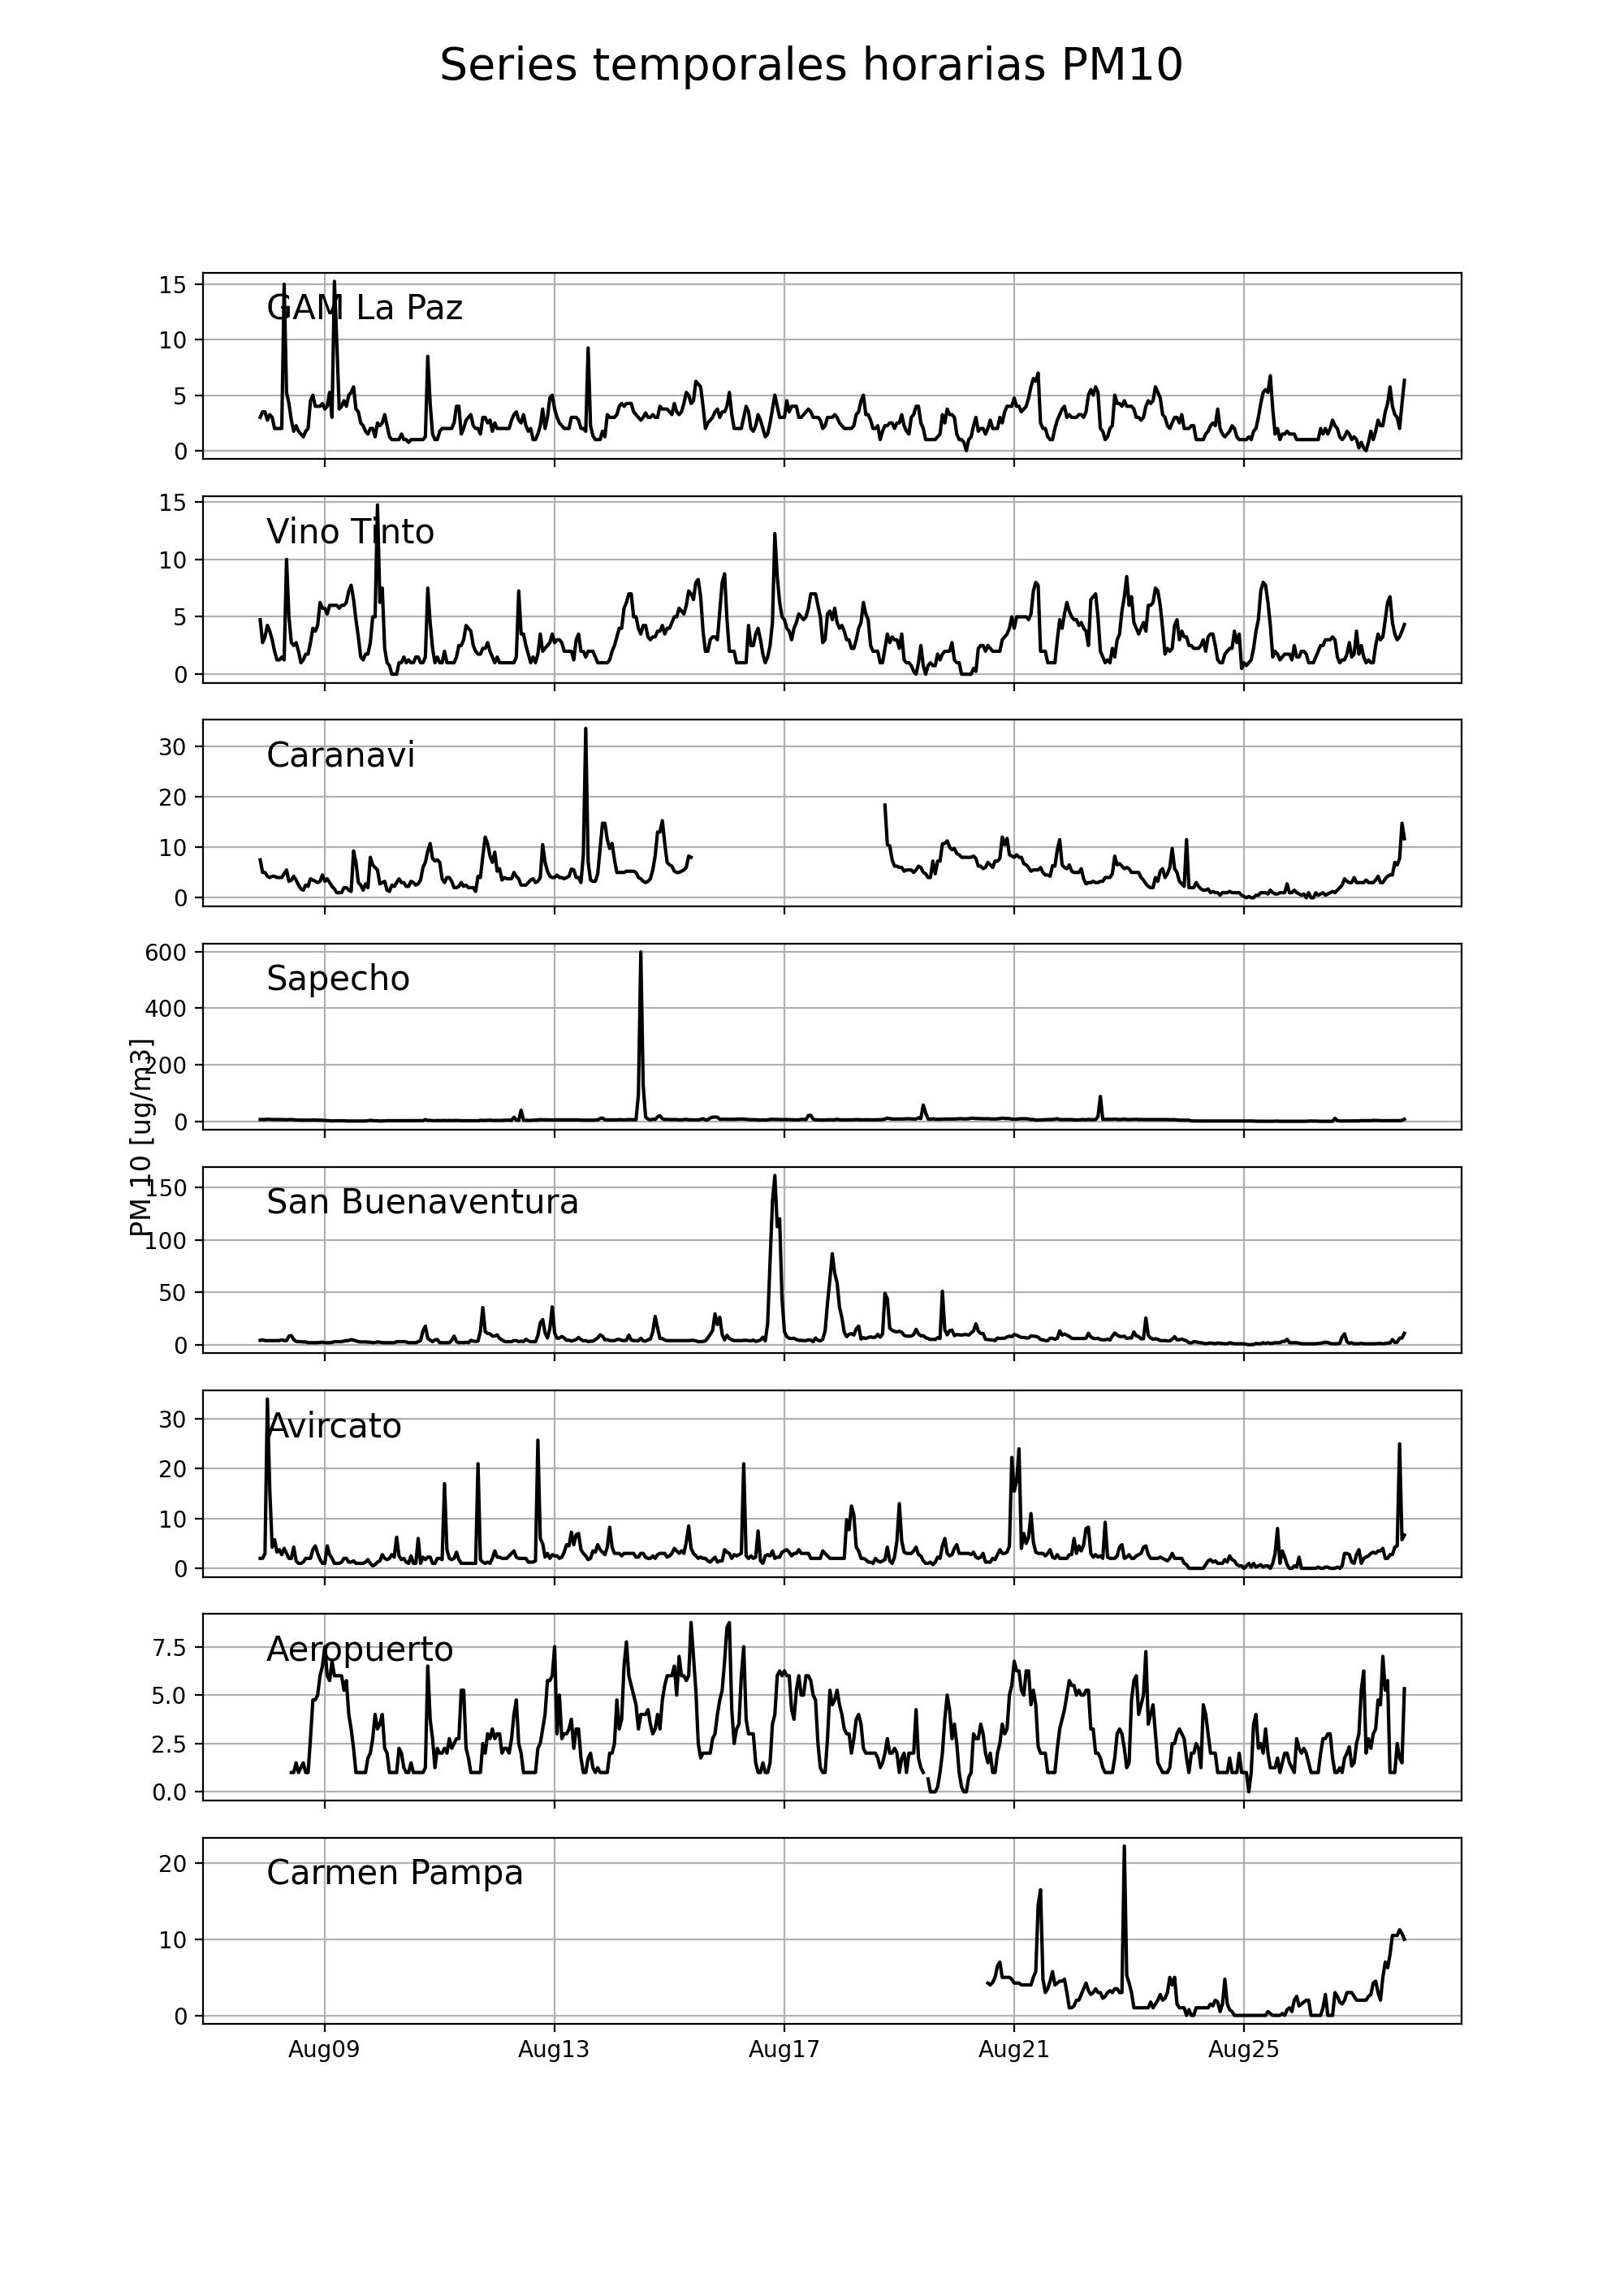 Series temporales horarias PM10
15
GAM La Paz
10
5
0
15
Vino Tinto
10
5
0
30
Caranavi
20
10
0
600
Sapecho
400
200
0
PM 10 [ug/m3]
150
San Buenaventura
100
50
0
30
Avircato
20
10
0
7.5
Aeropuerto
5.0
2.5
0.0
20
Carmen Pampa
10
0
Aug09 Aug13 Aug17 Aug21 Aug25